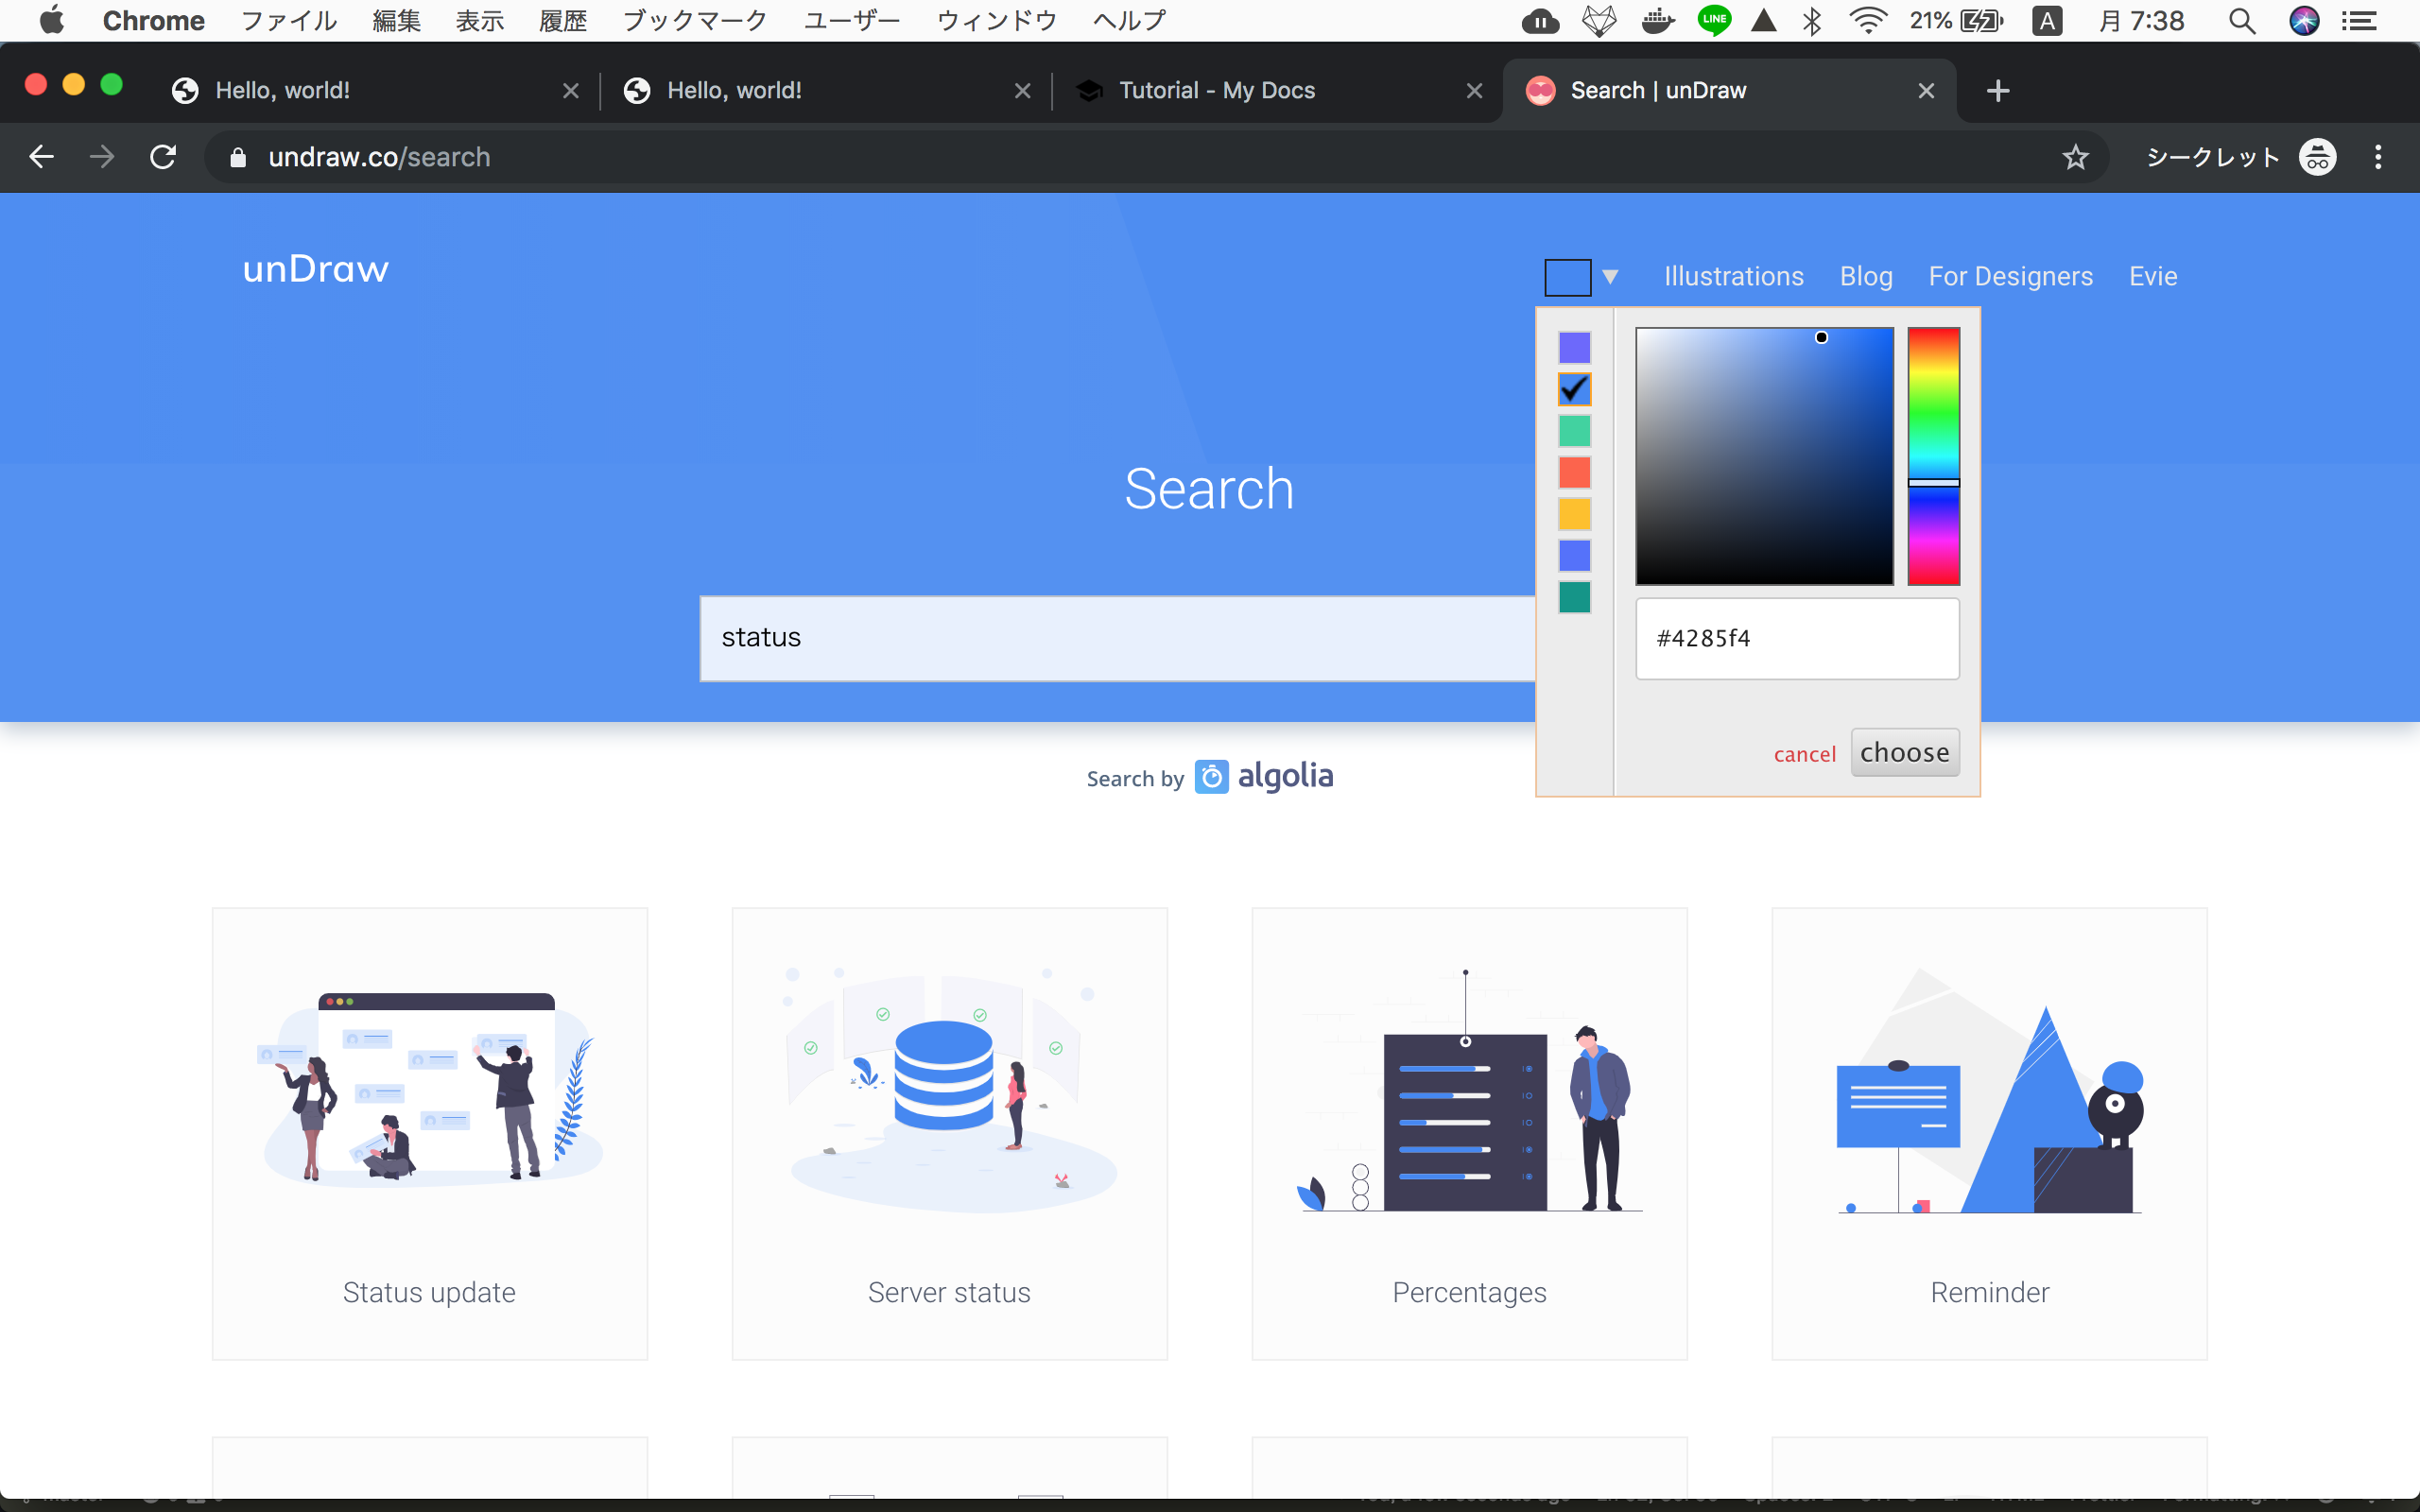 Chrome ファイル 編集 表示 履歴 ブックマーク ユーザー ウィンドウ ヘルプ LINE 21% A 月 7:38
Hello, world! Hello, world! Tutorial - My Docs Search | unDraw
undraw.co/search シークレット
unDraw Illustrations Blog For Designers Evie
Search
status
#4285f4
cancel choose
Search by algolia
Status update Server status Percentages Reminder